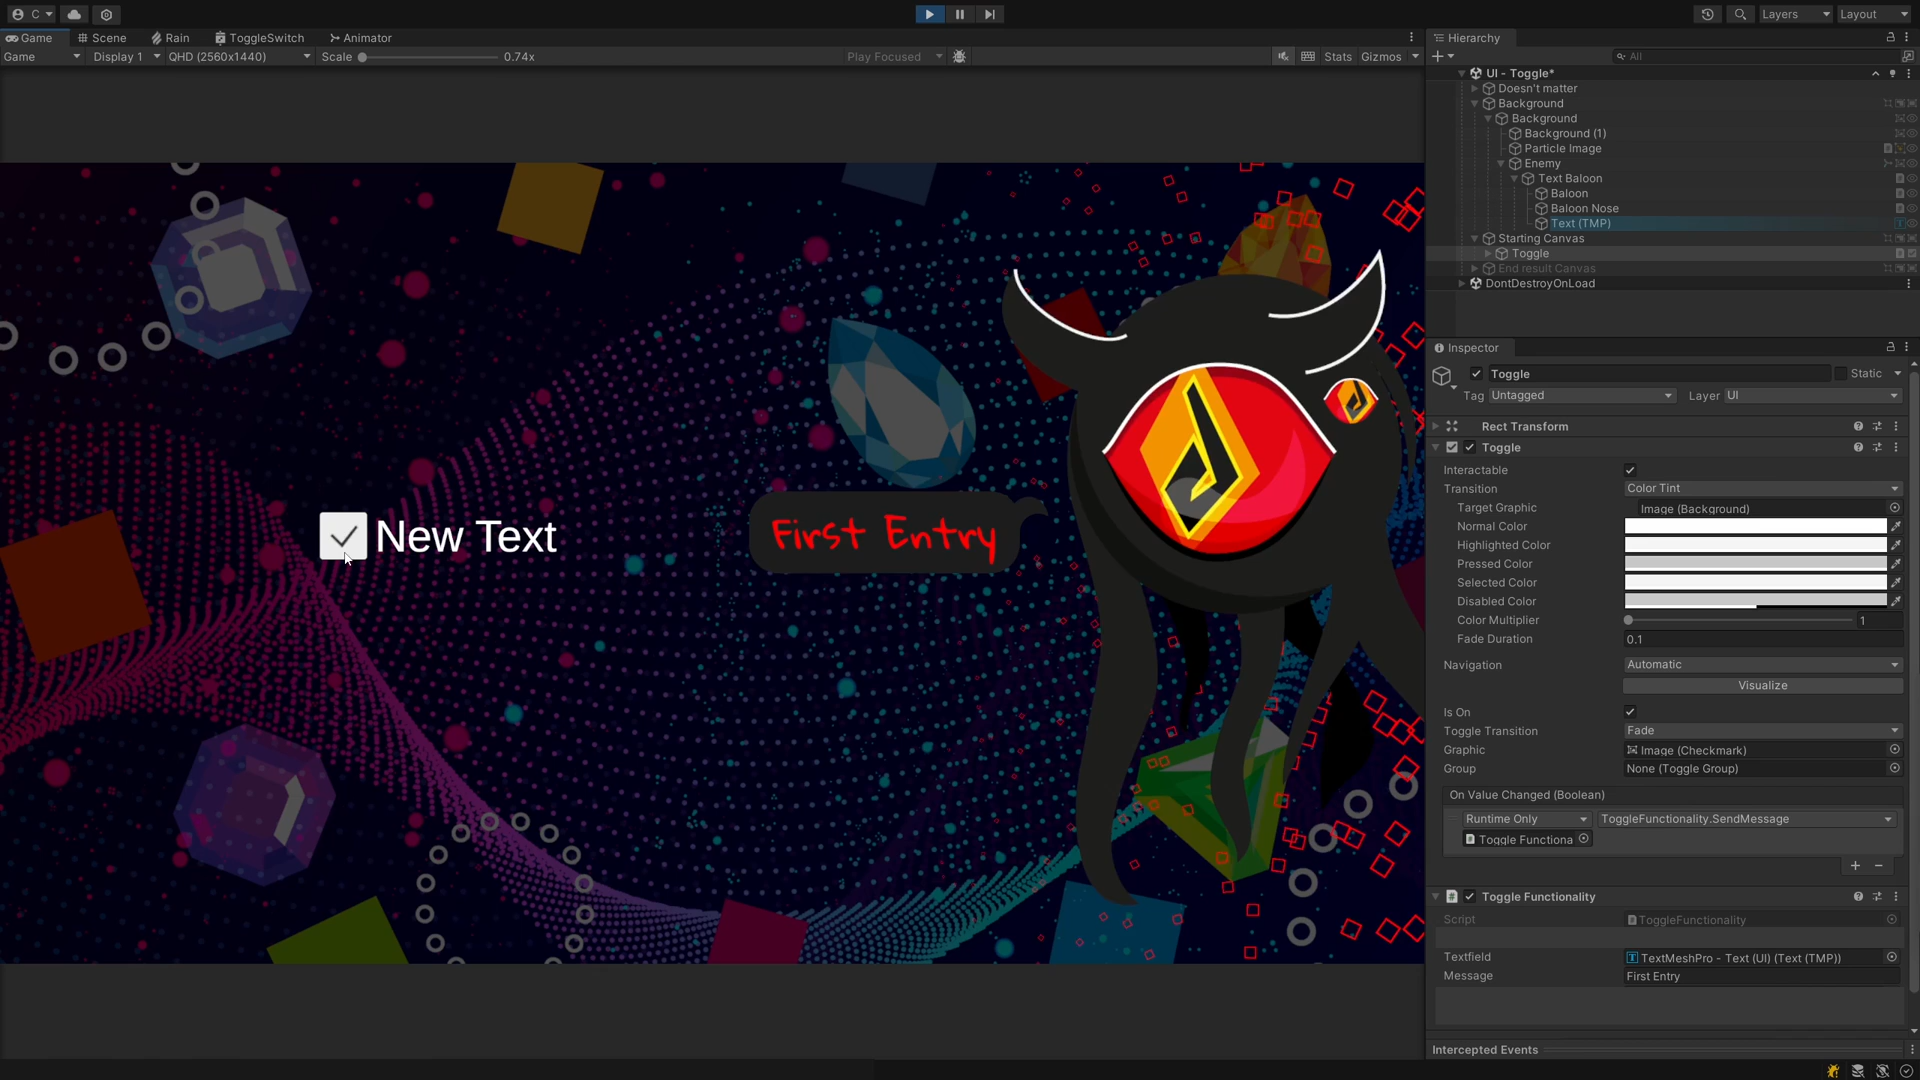 C
Layers
Layout
Game
Scene
Rain
ToggleSwitch
Animator
Game
Display 1
QHD (2560x1440)
Scale
0.74x
Play Focused
Stats
Gizmos
New Text
First Entry
Hierarchy
All
UI - Toggle*
Doesn't matter
Background
Background
Background (1)
Particle Image
Enemy
Text Baloon
Baloon
Baloon Nose
Text (TMP)
Starting Canvas
Toggle
End result Canvas
DontDestroyOnLoad
Inspector
Toggle
Static
Tag Untagged
Layer UI
Rect Transform
Toggle
Interactable
Transition Color Tint
Target Graphic Image (Background)
Normal Color
Highlighted Color
Pressed Color
Selected Color
Disabled Color
Color Multiplier 1
Fade Duration 0.1
Navigation Automatic
Visualize
Is On
Toggle Transition Fade
Graphic Image (Checkmark)
Group None (Toggle Group)
On Value Changed (Boolean)
Runtime Only ToggleFunctionality.SendMessage
Toggle Functiona
Toggle Functionality
Script ToggleFunctionality
Textfield TextMeshPro - Text (UI) (Text (TMP))
Message First Entry
Intercepted Events